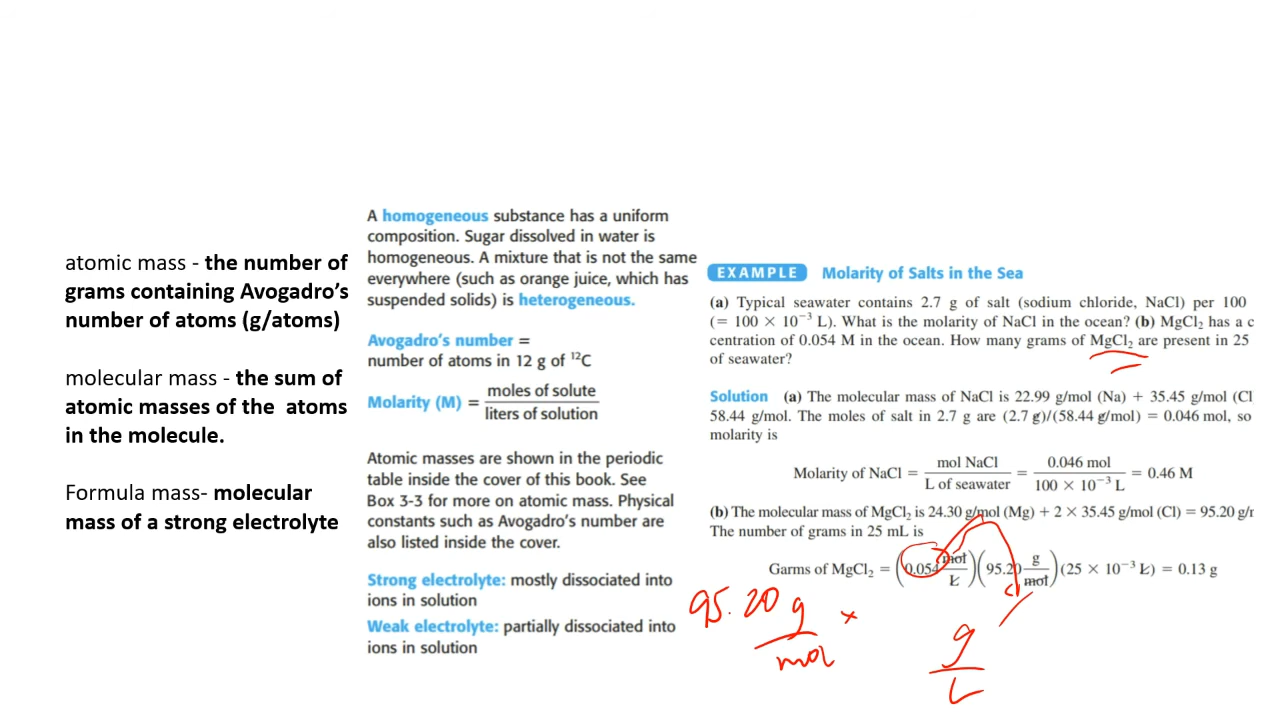 atomic mass - the number of
grams containing Avogadro's
number of atoms (g/atoms)
molecular mass - the sum of
atomic masses of the atoms
in the molecule.
Formula mass- molecular
mass of a strong electrolyte
A homogeneous substance has a uniform
composition. Sugar dissolved in water is
homogeneous. A mixture that is not the same
everywhere (such as orange juice, which has
suspended solids) is heterogeneous.
Avogadro's number =
number of atoms in 12 g of ¹²C
Molarity (M) = moles of solute / liters of solution
Atomic masses are shown in the periodic
table inside the cover of this book. See
Box 3-3 for more on atomic mass. Physical
constants such as Avogadro's number are
also listed inside the cover.
Strong electrolyte: mostly dissociated into
ions in solution
Weak electrolyte: partially dissociated into
ions in solution
EXAMPLE Molarity of Salts in the Sea
(a) Typical seawater contains 2.7 g of salt (sodium chloride, NaCl) per 100
(= 100 × 10⁻³ L). What is the molarity of NaCl in the ocean? (b) MgCl₂ has a c
centration of 0.054 M in the ocean. How many grams of MgCl₂ are present in 25
of seawater?
Solution (a) The molecular mass of NaCl is 22.99 g/mol (Na) + 35.45 g/mol (Cl
58.44 g/mol. The moles of salt in 2.7 g are (2.7 g)/(58.44 g/mol) = 0.046 mol, so
molarity is
Molarity of NaCl = mol NaCl / L of seawater = 0.046 mol / 100 × 10⁻³ L = 0.46 M
(b) The molecular mass of MgCl₂ is 24.30 g/mol (Mg) + 2 × 35.45 g/mol (Cl) = 95.20 g/r
The number of grams in 25 mL is
Garms of MgCl₂ = (0.054 mol / L)(95.20 g / mol)(25 × 10⁻³ L) = 0.13 g
95.20 g / mol ×
g / L